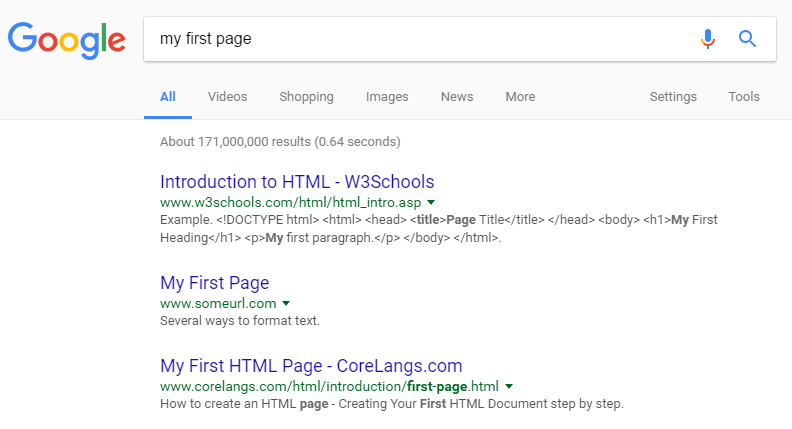 Google
my first page
All Videos Shopping Images News More Settings Tools
About 171,000,000 results (0.64 seconds)
Introduction to HTML - W3Schools
www.w3schools.com/html/html_intro.asp
Example. <!DOCTYPE html> <html> <head> <title>Page Title</title> </head> <body> <h1>My First
Heading</h1> <p>My first paragraph.</p> </body> </html>.
My First Page
www.someurl.com
Several ways to format text.
My First HTML Page - CoreLangs.com
www.corelangs.com/html/introduction/first-page.html
How to create an HTML page - Creating Your First HTML Document step by step.